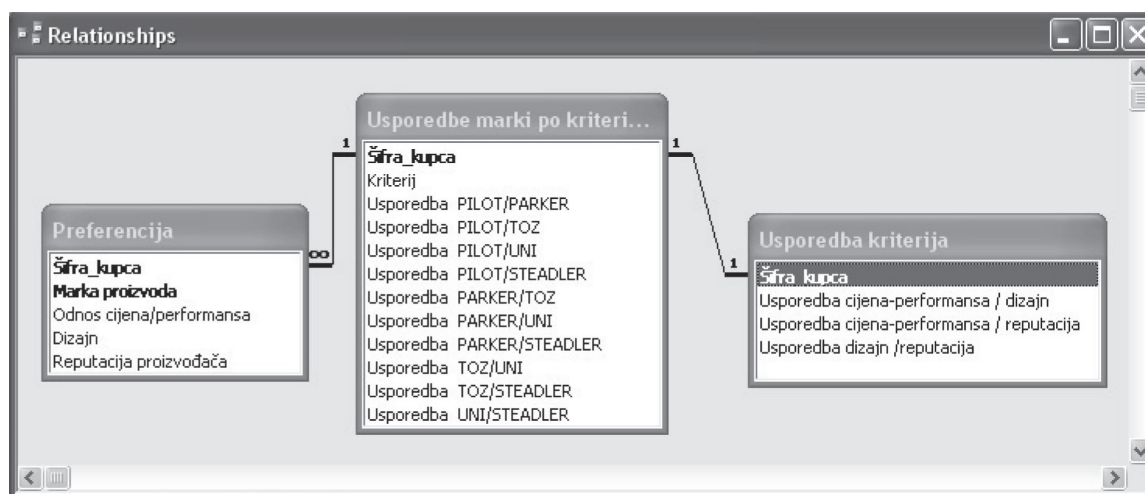 Relationships
Preferencija
Šifra_kupca
Marka proizvoda
Odnos cijena/performansa
Dizajn
Reputacija proizvođača
1
∞
Usporedbe marki po kriteri...
Šifra_kupca
Kriterij
Usporedba PILOT/PARKER
Usporedba PILOT/TOZ
Usporedba PILOT/UNI
Usporedba PILOT/STEADLER
Usporedba PARKER/TOZ
Usporedba PARKER/UNI
Usporedba PARKER/STEADLER
Usporedba TOZ/UNI
Usporedba TOZ/STEADLER
Usporedba UNI/STEADLER
1
1
Usporedba kriterija
Šifra_kupca
Usporedba cijena-performansa / dizajn
Usporedba cijena-performansa / reputacija
Usporedba dizajn /reputacija